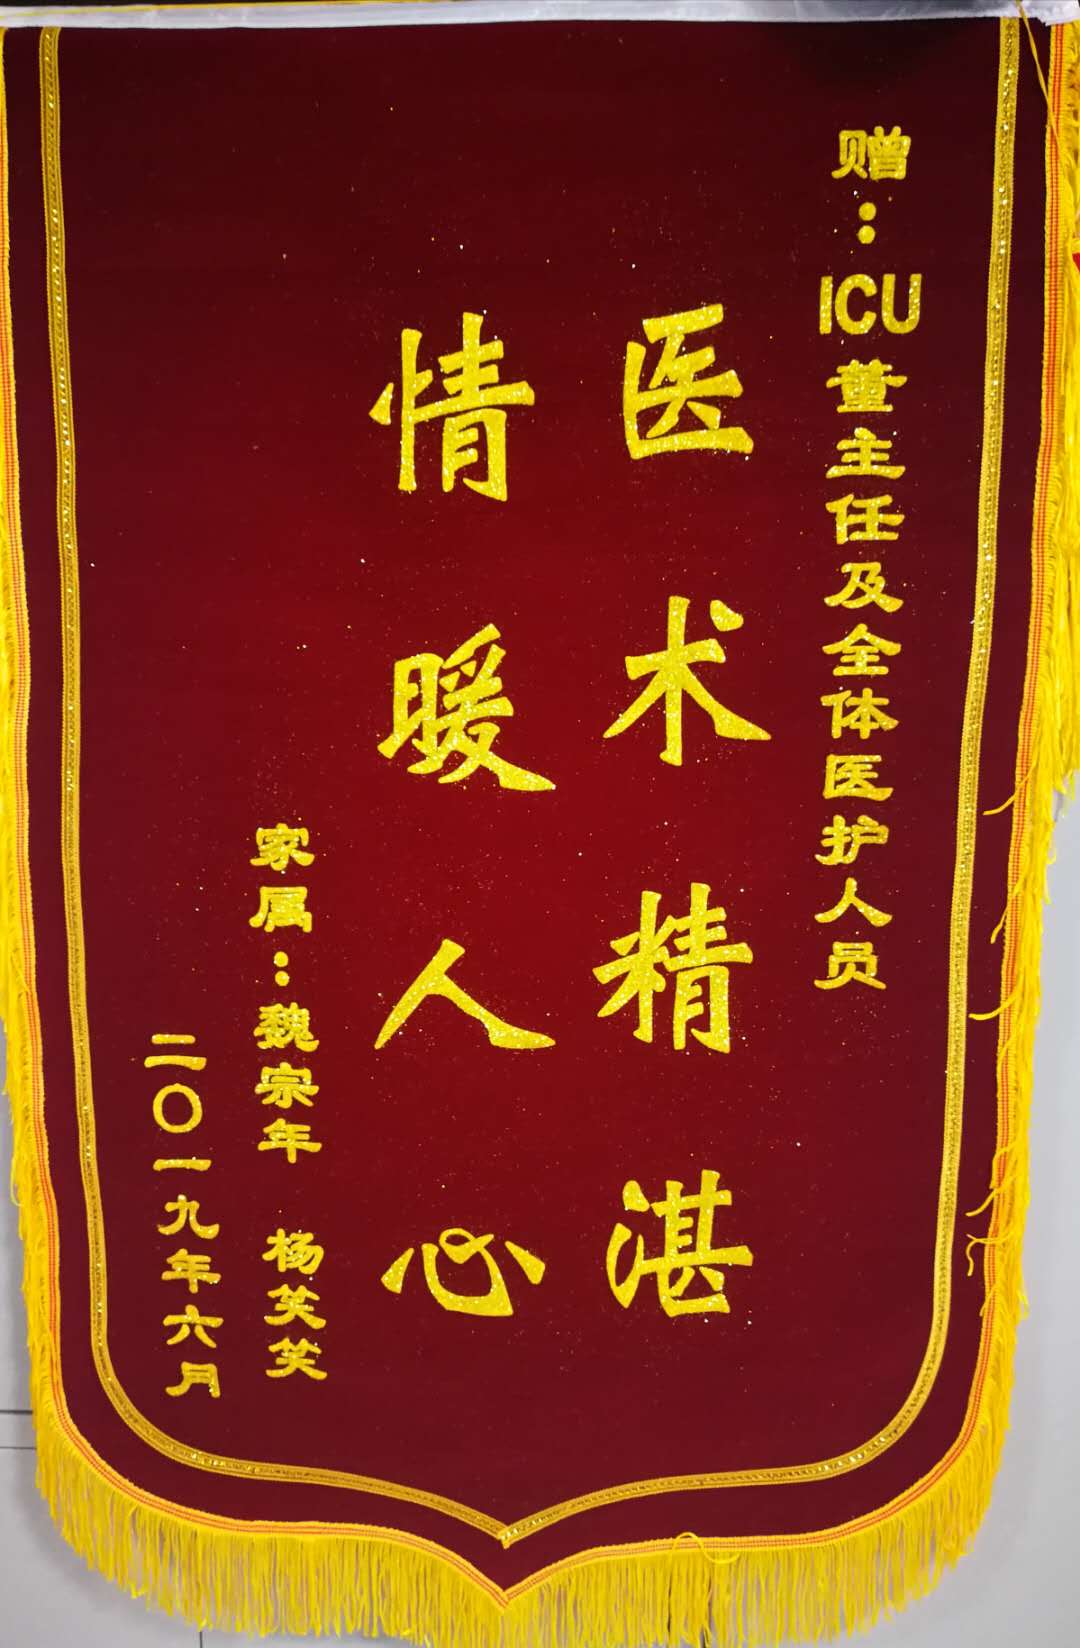 赠：ICU董主任及全体医护人员
医术精湛
情暖人心
家属：魏宗年 杨笑笑
二〇一九年六月